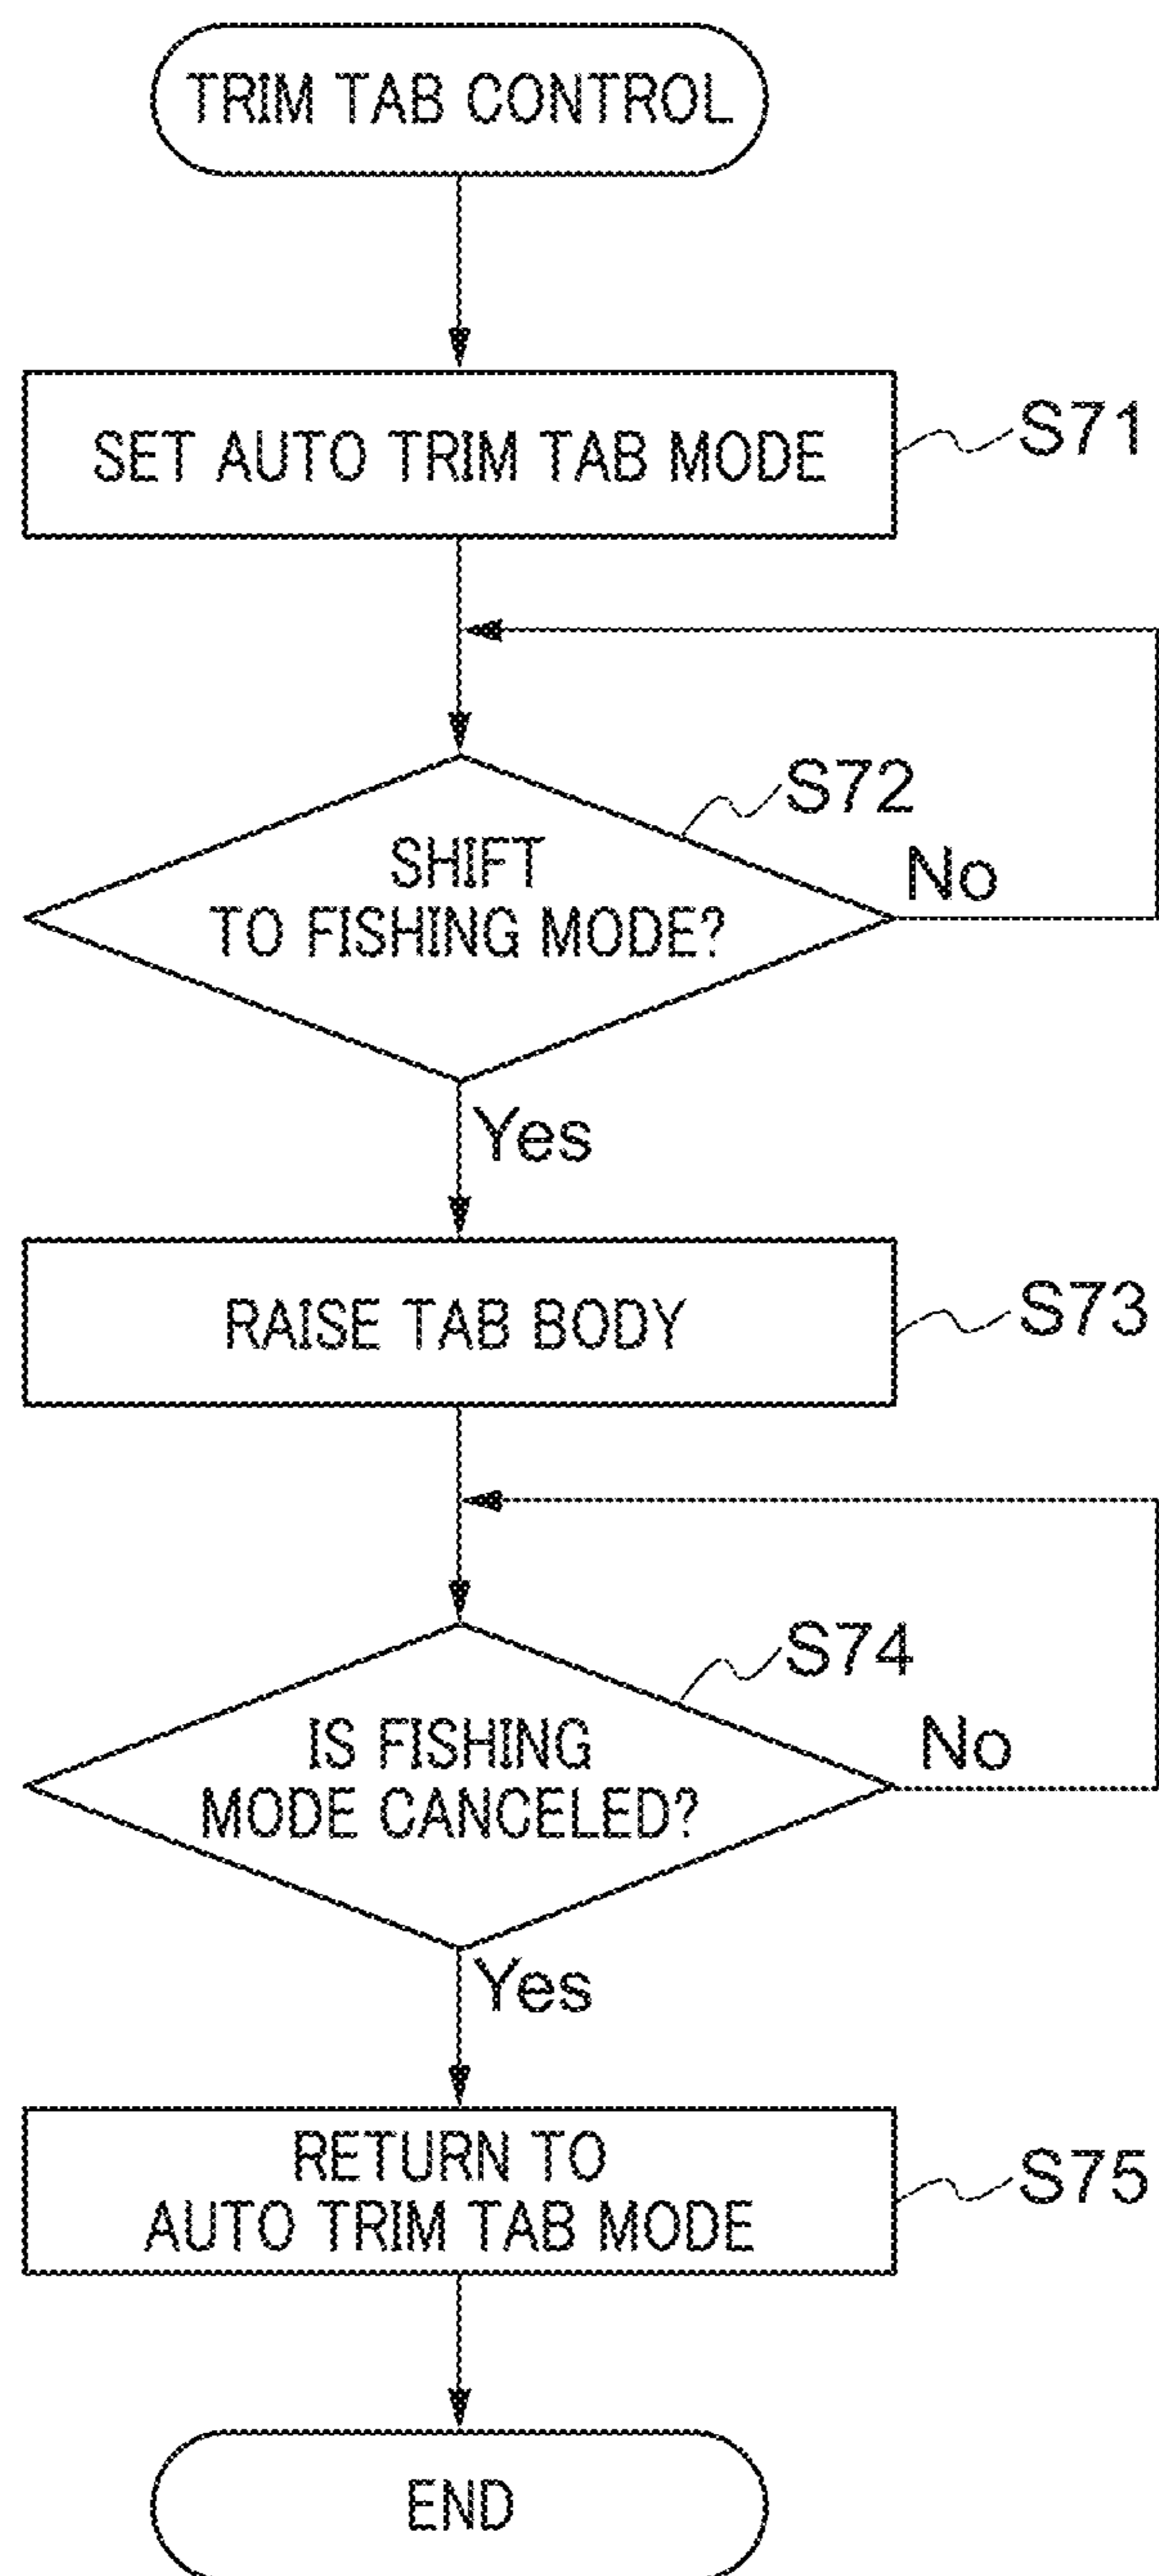 TRIM TAB CONTROL
SET AUTO TRIM TAB MODE
S71
S72
SHIFT
TO FISHING MODE?
No
Yes
RAISE TAB BODY
S73
S74
IS FISHING
MODE CANCELED?
No
Yes
RETURN TO
AUTO TRIM TAB MODE
S75
END